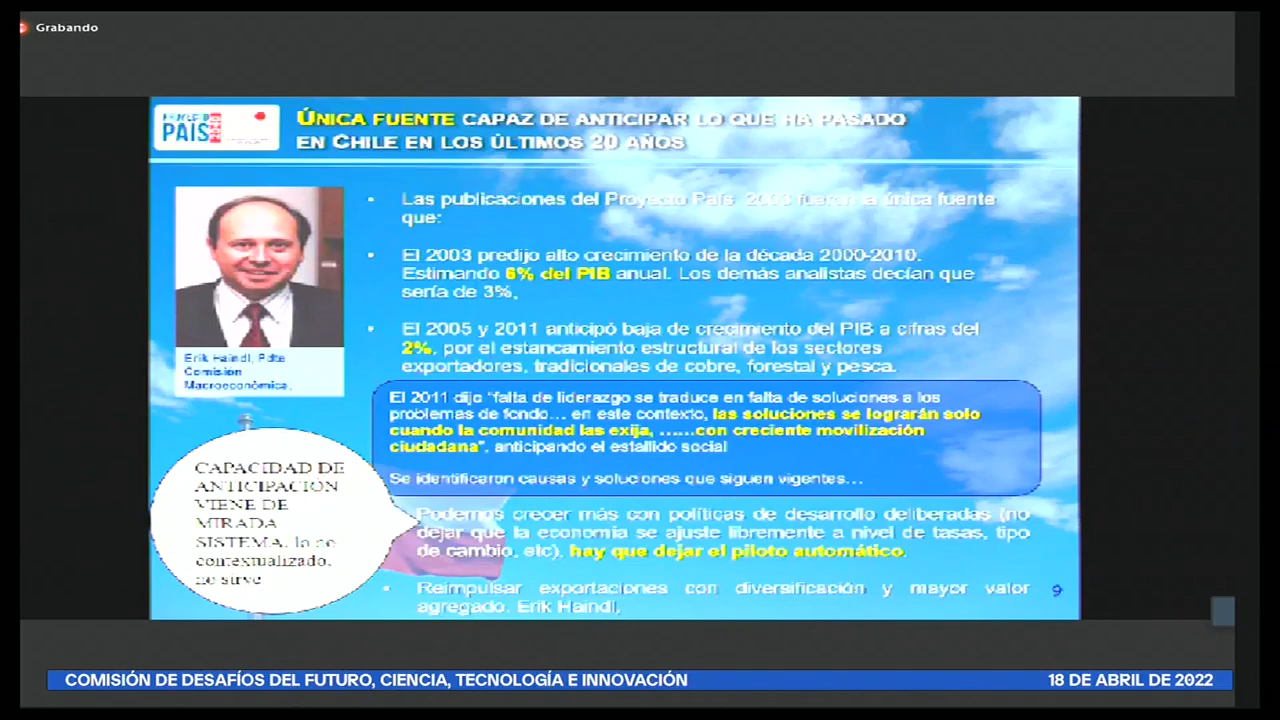 Grabando
PAÍS
ÚNICA FUENTE CAPAZ DE ANTICIPAR LO QUE HA PASADO
EN CHILE EN LOS ÚLTIMOS 20 AÑOS
• Las publicaciones del Proyecto País 2003 fueron la única fuente
que:
• El 2003 predijo alto crecimiento de la década 2000-2010.
Estimando 6% del PIB anual. Los demás analistas decían que
sería de 3%,
• El 2005 y 2011 anticipó baja de crecimiento del PIB a cifras del
2%, por el estancamiento estructural de los sectores
exportadores, tradicionales de cobre, forestal y pesca.
Erik Haindl, Pdte
Comisión
Macroeconómica,
El 2011 dijo "falta de liderazgo se traduce en falta de soluciones a los
problemas de fondo… en este contexto, las soluciones se lograrán solo
cuando la comunidad las exija, ……con creciente movilización
ciudadana", anticipando el estallido social
Se identificaron causas y soluciones que siguen vigentes…
CAPACIDAD DE
ANTICIPACIÓN
VIENE DE
MIRADA
SISTEMA, lo no
contextualizado,
no sirve
Podemos crecer más con políticas de desarrollo deliberadas (no
dejar que la economía se ajuste libremente a nivel de tasas, tipo
de cambio, etc), hay que dejar el piloto automático.
• Reimpulsar exportaciones con diversificación y mayor valor
agregado. Erik Haindl,
9
COMISIÓN DE DESAFÍOS DEL FUTURO, CIENCIA, TECNOLOGÍA E INNOVACIÓN
18 DE ABRIL DE 2022